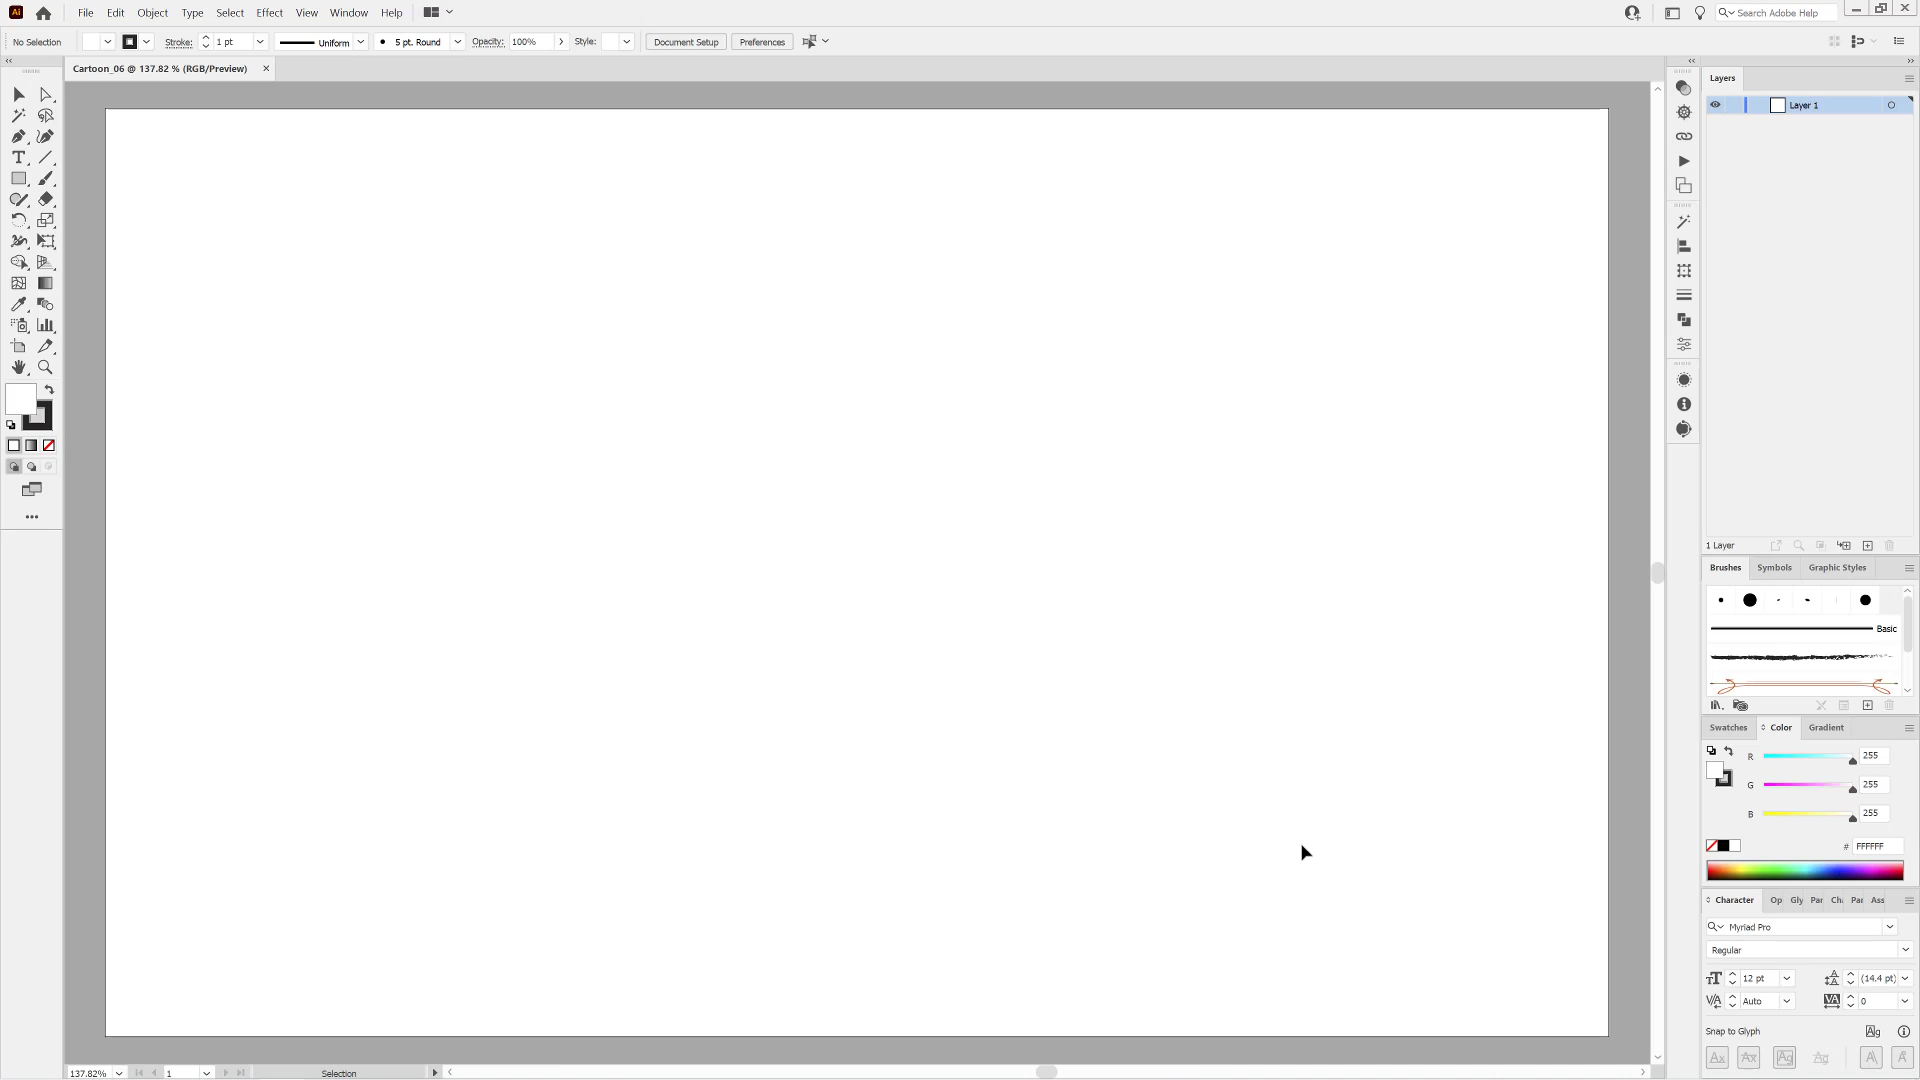 Ai File Edit Object Type Select Effect View Window Help Search Adobe Help
No Selection Stroke: 1 pt Uniform 5 pt. Round Opacity: 100% Style: Document Setup Preferences
Cartoon_06 @ 137.82 % (RGB/Preview)
Layers
Layer 1
1 Layer
Brushes Symbols Graphic Styles
Basic
Swatches Color Gradient
R 255
G 255
B 255
# FFFFFF
Character Op Gly Par Cha Par Ass
Myriad Pro
Regular
12 pt (14.4 pt)
Auto 0
Snap to Glyph
137.82% 1 Selection